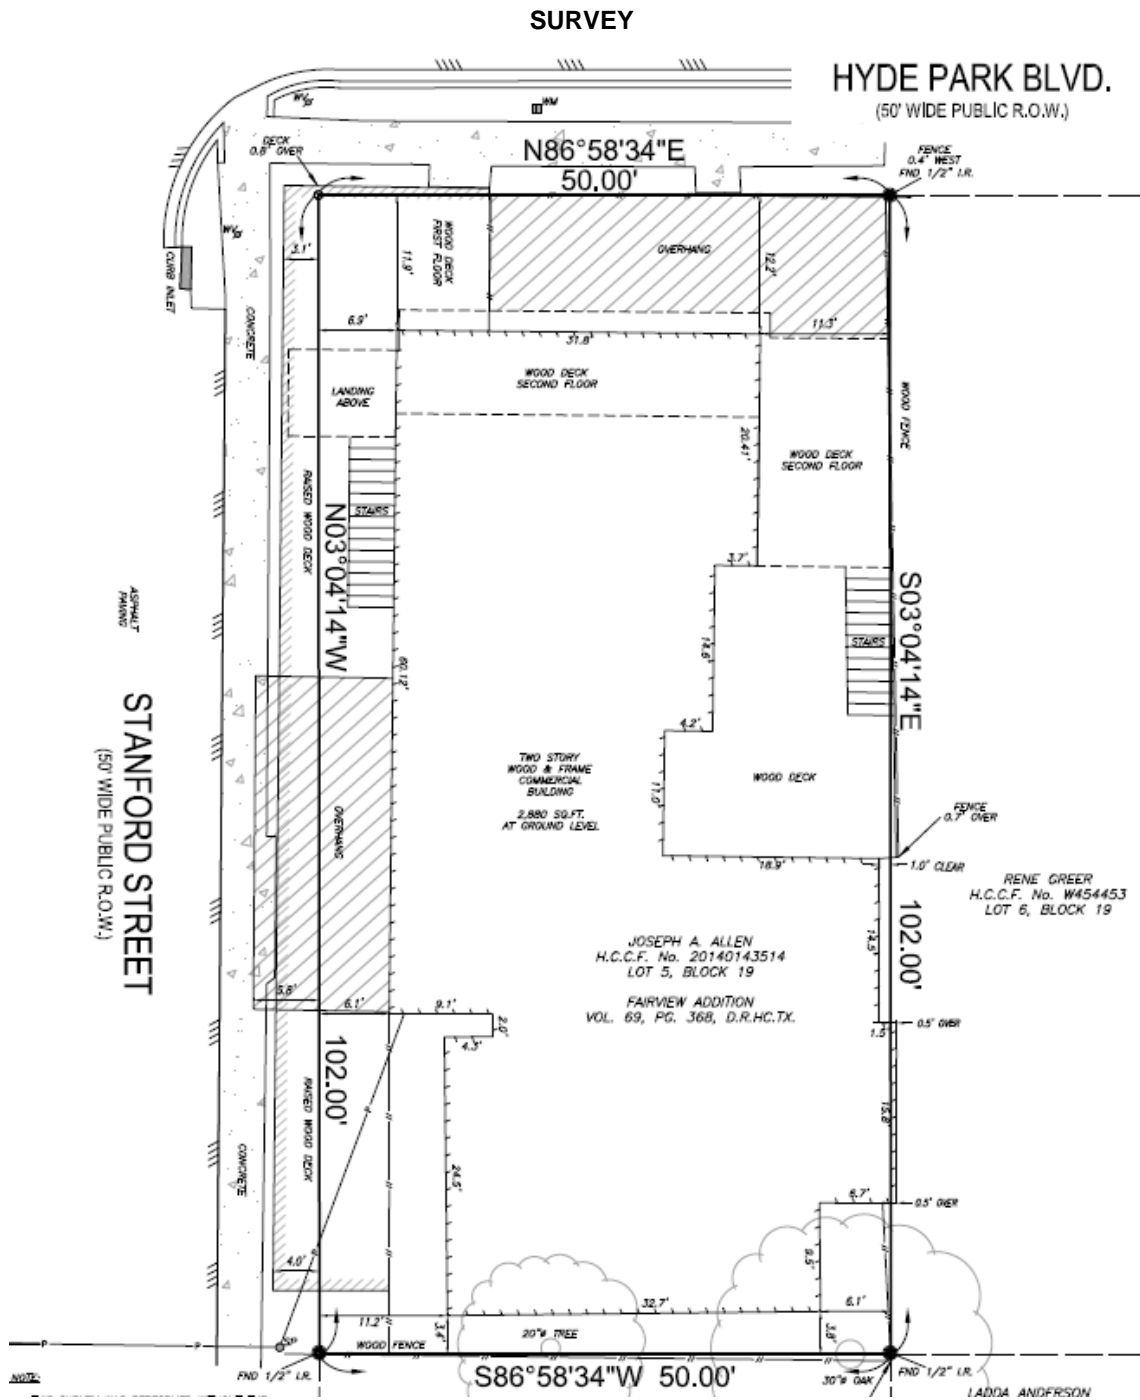 SURVEY
HYDE PARK BLVD.
(50' WIDE PUBLIC R.O.W.)
WV
WM
DECK
0.8' OVER
N86°58'34"E
50.00'
FENCE
0.4' WEST
FND 1/2" I.R.
WV
3.1'
CURB INLET
CONCRETE
WOOD DECK
FIRST FLOOR
11.9'
OVERHANG
12.2'
6.9'
31.8'
11.3'
LANDING
ABOVE
WOOD DECK
SECOND FLOOR
WOOD FENCE
20.41'
WOOD DECK
SECOND FLOOR
RAISED WOOD DECK
STAIRS
N03°04'14"W
3.7'
S03°04'14"E
ASPHALT
PAVING
STAIRS
14.6'
60.12'
4.2'
STANFORD STREET
(50' WIDE PUBLIC R.O.W.)
TWO STORY
WOOD & FRAME
COMMERCIAL
BUILDING
2,880 SQ.FT.
AT GROUND LEVEL
WOOD DECK
11.0'
OVERHANG
FENCE
0.7' OVER
18.9'
1.0' CLEAR
RENE GREER
H.C.C.F. No. W454453
LOT 6, BLOCK 19
JOSEPH A. ALLEN
H.C.C.F. No. 20140143514
LOT 5, BLOCK 19
14.5'
102.00'
FAIRVIEW ADDITION
VOL. 69, PG. 368, D.R.HC.TX.
5.8'
6.1'
9.1'
2.0'
4.3'
1.5'
0.5' OVER
102.00'
RAISED WOOD DECK
P
15.8'
CONCRETE
24.5'
6.7'
0.5' OVER
4.0'
9.5'
32.7'
6.1'
11.2'
3.4'
20"ø TREE
3.8'
P
P
SP
WOOD FENCE
NOTE:
FND 1/2" I.R.
S86°58'34"W 50.00'
30"ø OAK
FND 1/2" I.R.
LADDA ANDERSON